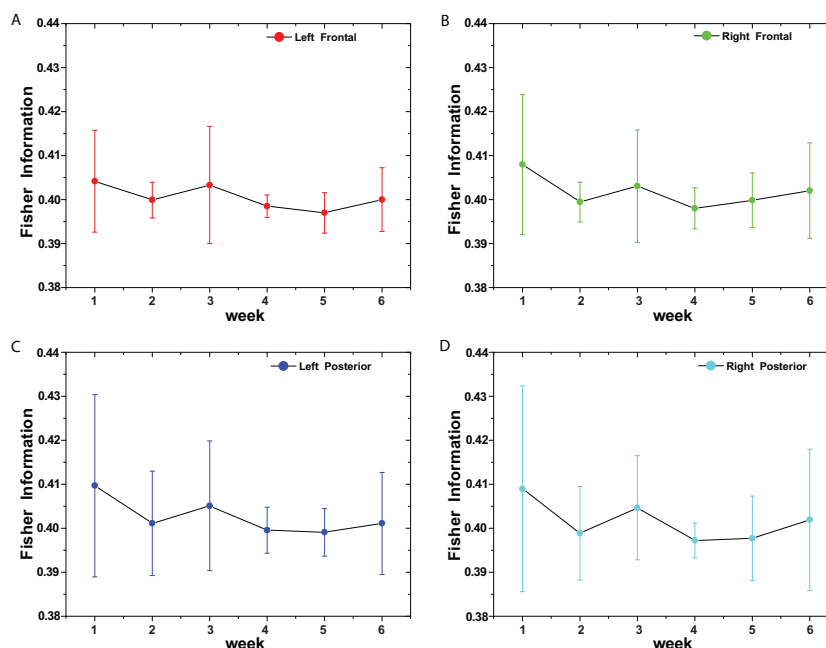 A
Left Frontal
0.44
0.43
0.42
0.41
0.40
0.39
0.38
Fisher Information
1 2 3 4 5 6
week
B
Right Frontal
0.44
0.43
0.42
0.41
0.40
0.39
0.38
Fisher Information
1 2 3 4 5 6
week
C
Left Posterior
0.44
0.43
0.42
0.41
0.40
0.39
0.38
Fisher Information
1 2 3 4 5 6
week
D
Right Posterior
0.44
0.43
0.42
0.41
0.40
0.39
0.38
Fisher Information
1 2 3 4 5 6
week